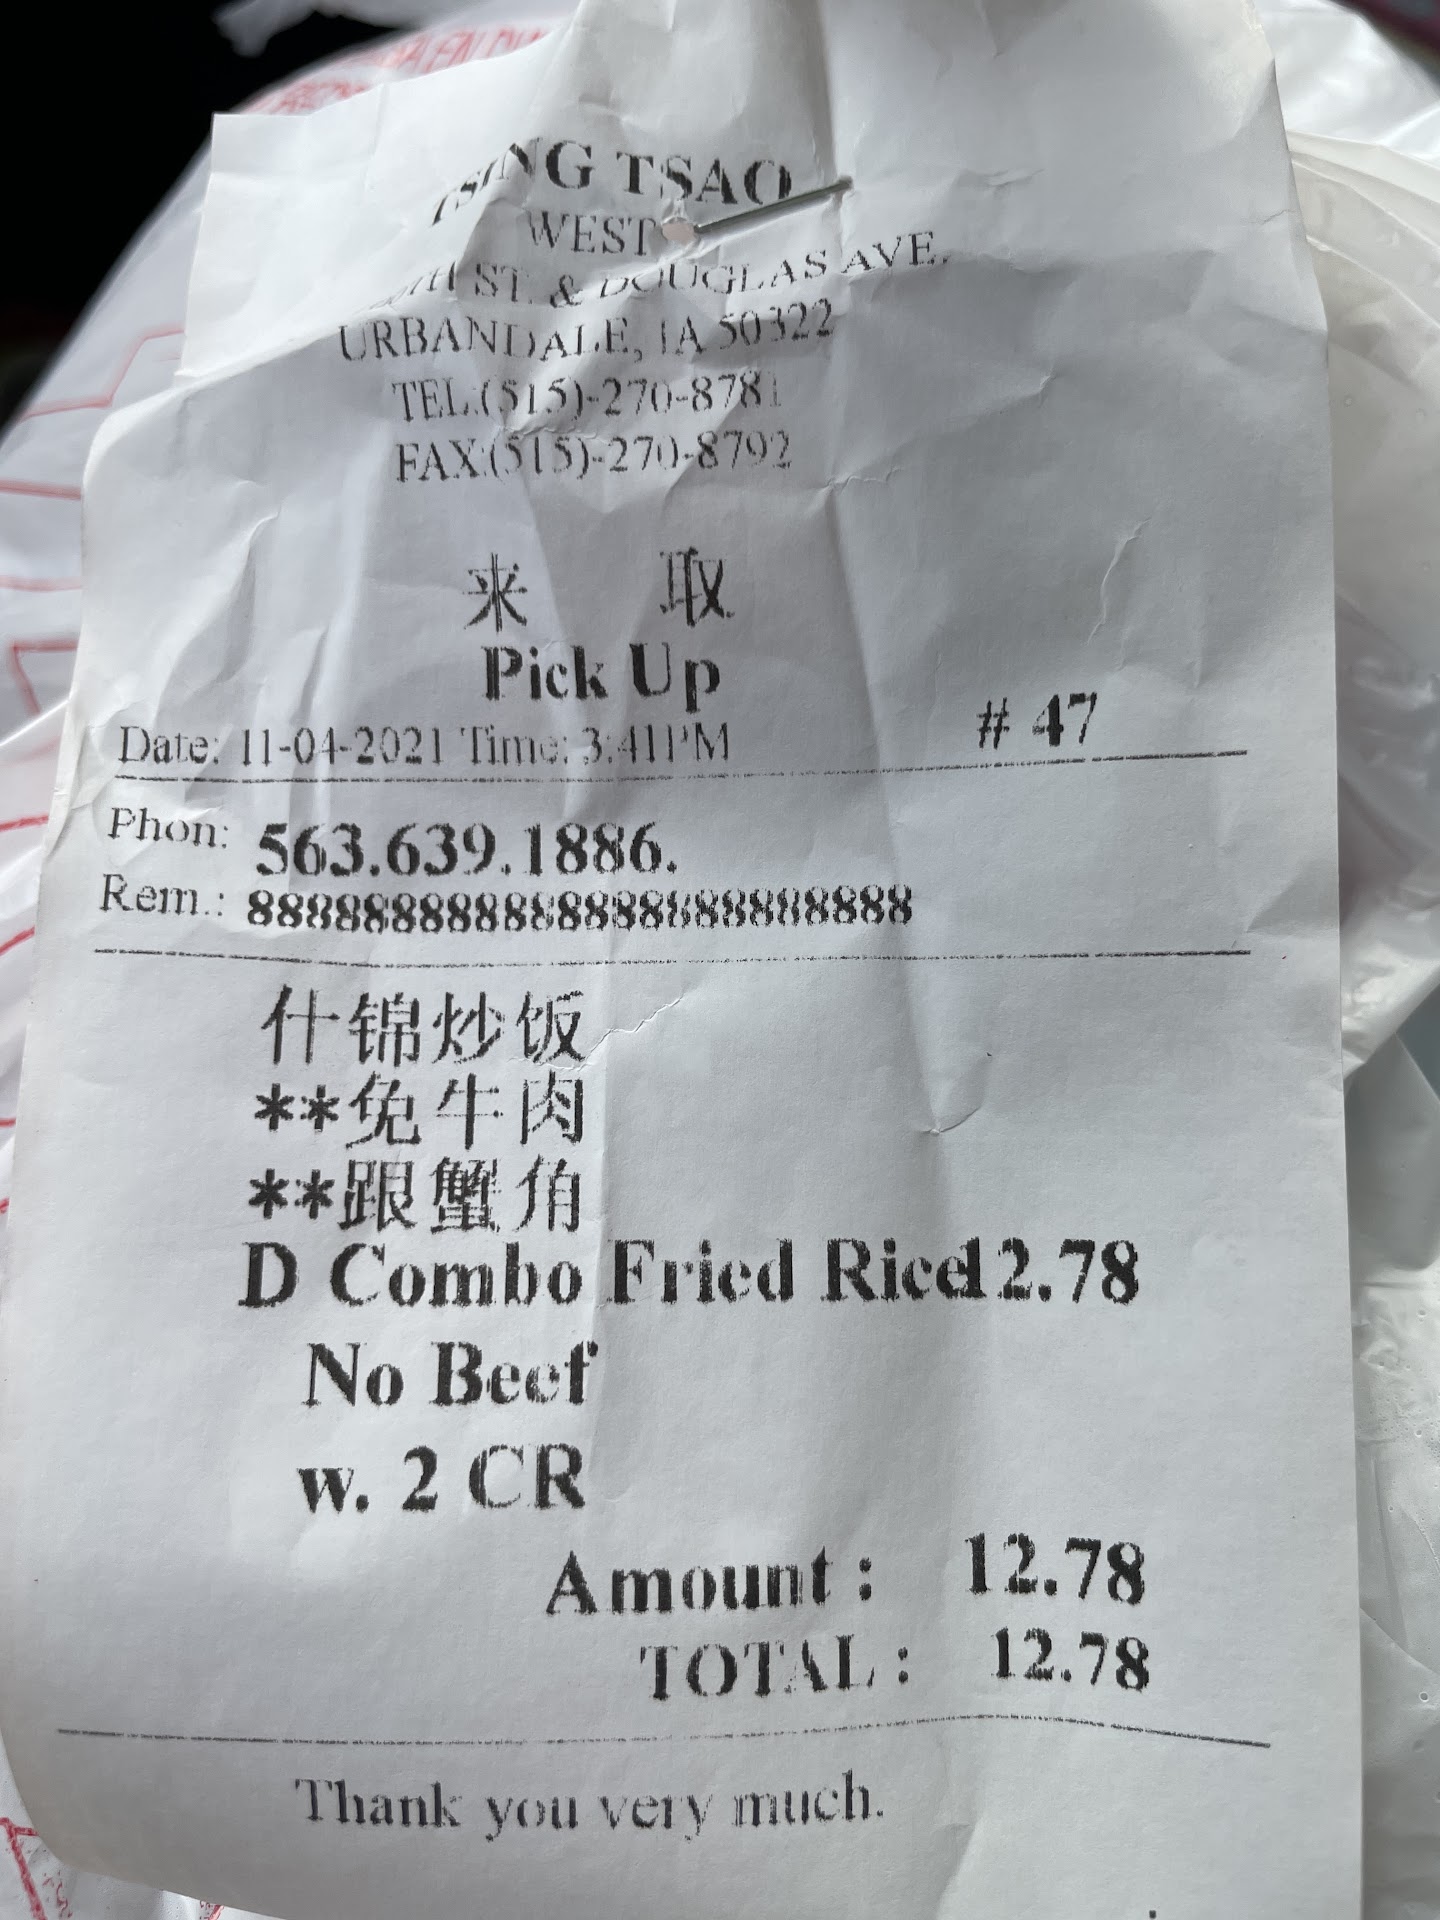 TSING TSAO
WEST
ST. & DOUGLAS AVE.
URBANDALE, IA 50322
TEL:(515)-270-8781
FAX:(515)-270-8792
来 取
Pick Up
Date: 11-04-2021 Time: 3:41PM # 47
Phon: 563.639.1886.
Rem.: 888888888888888888888888
什锦炒饭
**免牛肉
**跟蟹角
D Combo Fried Rice 12.78
No Beef
w. 2 CR
Amount : 12.78
TOTAL : 12.78
Thank you very much.